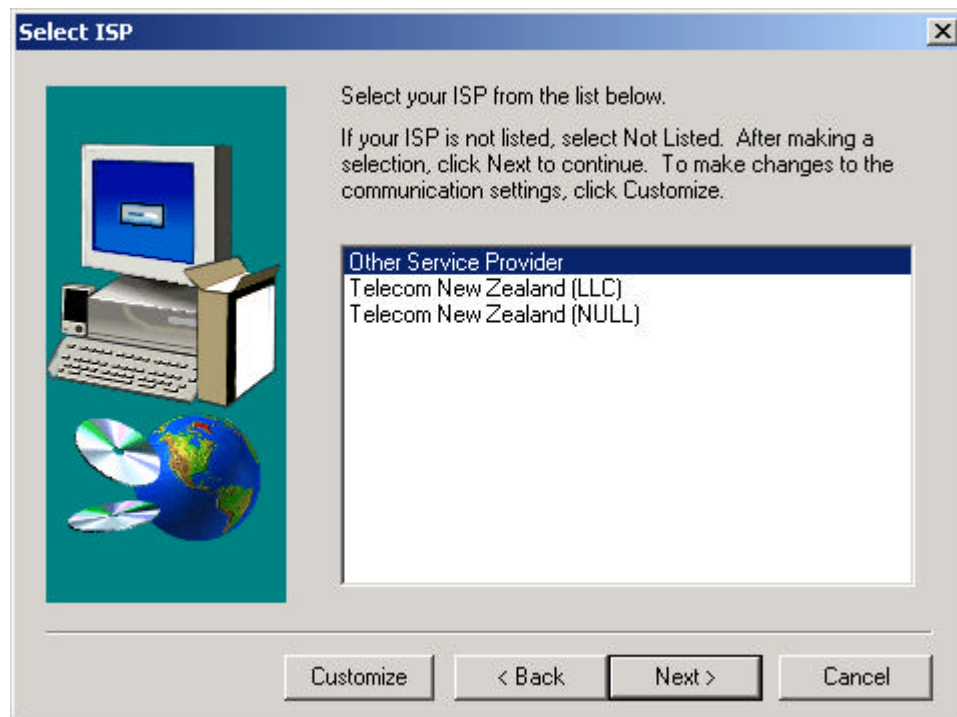 Select ISP
Select your ISP from the list below.
If your ISP is not listed, select Not Listed.  After making a
selection, click Next to continue.  To make changes to the
communication settings, click Customize.
Other Service Provider
Telecom New Zealand (LLC)
Telecom New Zealand (NULL)
Customize
< Back
Next >
Cancel